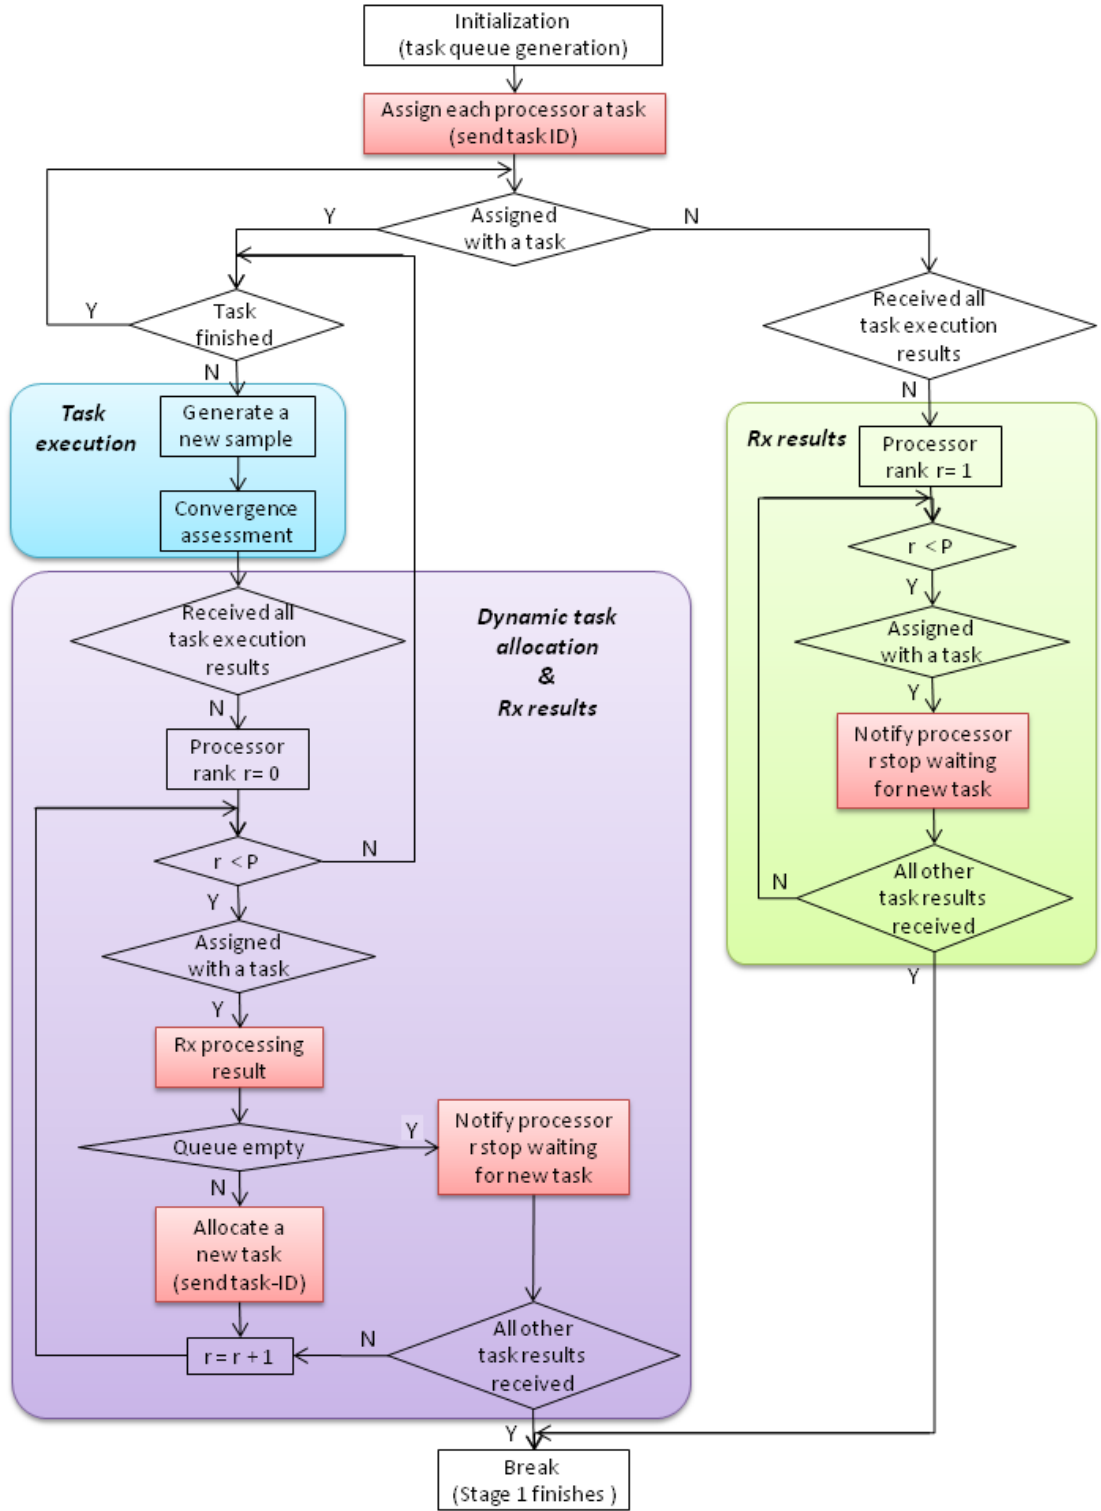 Initialization
(task queue generation)
Assign each processor a task
(send task ID)
Y
Assigned
with a task
N
Y
Task
finished
Received all
task execution
results
N
N
Task
execution
Generate a
new sample
Convergence
assessment
Rx results
Processor
rank r= 1
r < P
Y
Assigned
with a task
Y
Notify processor
r stop waiting
for new task
N
All other
task results
received
Y
Received all
task execution
results
Dynamic task
allocation
&
Rx results
N
Processor
rank r= 0
r < P
N
Y
Assigned
with a task
Y
Rx processing
result
Queue empty
Y
Notify processor
r stop waiting
for new task
N
Allocate a
new task
(send task-ID)
r = r + 1
N
All other
task results
received
Y
Break
(Stage 1 finishes )